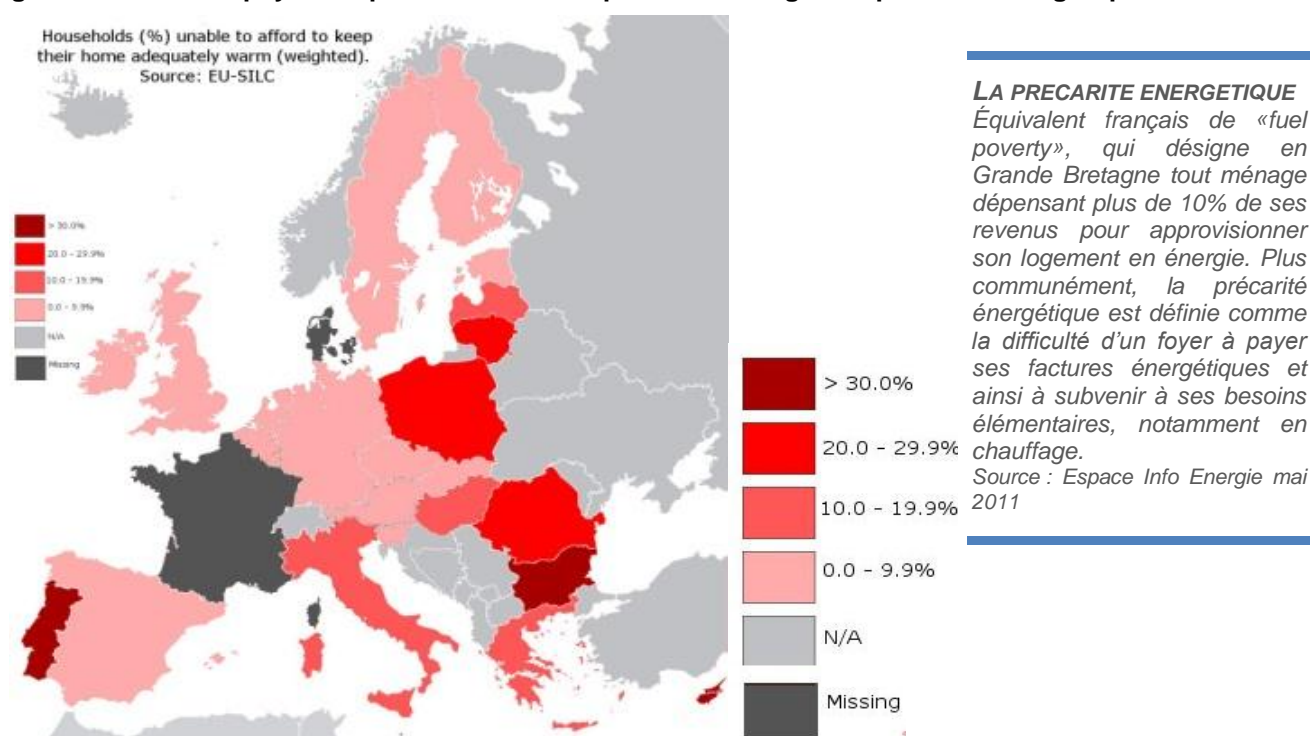 Households (%) unable to afford to keep
their home adequately warm (weighted).
Source: EU-SILC
> 30.0%
20.0 - 29.9%
10.0 - 19.9%
0.0 - 9.9%
N/A
Missing
> 30.0%
20.0 - 29.9%
10.0 - 19.9%
0.0 - 9.9%
N/A
Missing
LA PRECARITE ENERGETIQUE
Équivalent français de «fuel
poverty», qui désigne en
Grande Bretagne tout ménage
dépensant plus de 10% de ses
revenus pour approvisionner
son logement en énergie. Plus
communément, la précarité
énergétique est définie comme
la difficulté d'un foyer à payer
ses factures énergétiques et
ainsi à subvenir à ses besoins
élémentaires, notamment en
chauffage.
Source : Espace Info Energie mai
2011